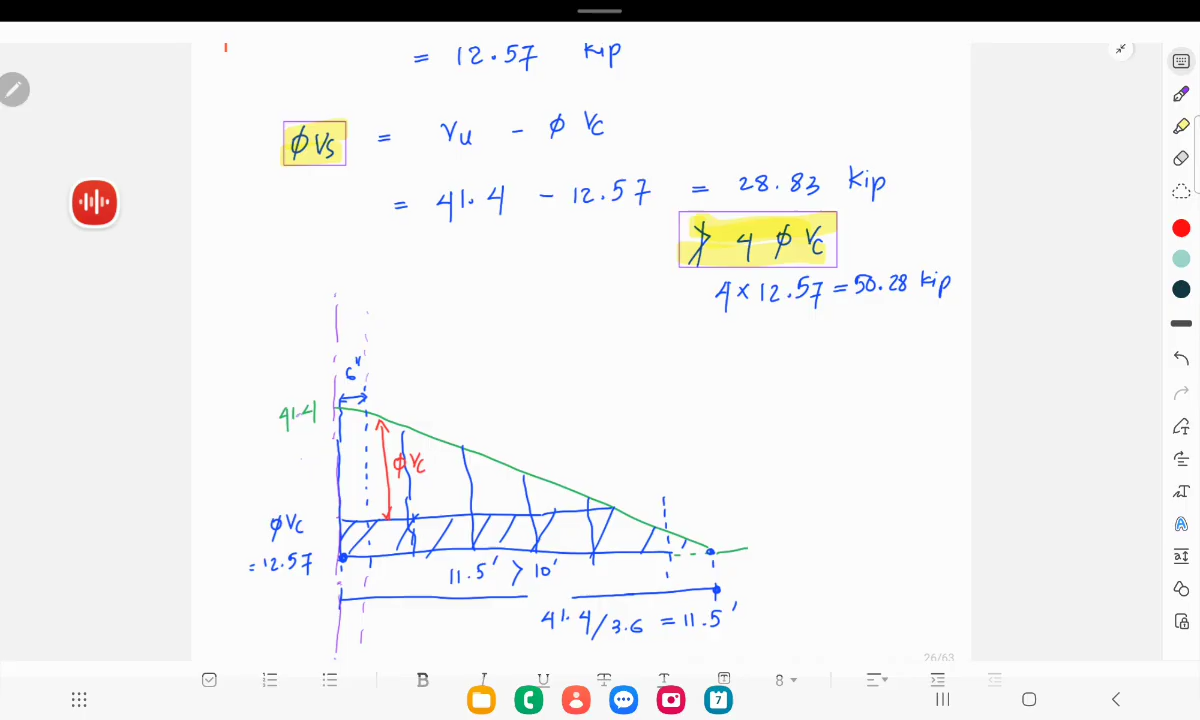 = 12.57 kip
φVs = Vu - φ Vc
= 41.4 - 12.57 = 28.83 kip
≯ 4 φ Vc
4 × 12.57 = 50.28 kip
6"
41.4
φVc
φVc
= 12.57
11.5' > 10'
41.4/3.6 = 11.5'
26/63
B I U T T T 8
7